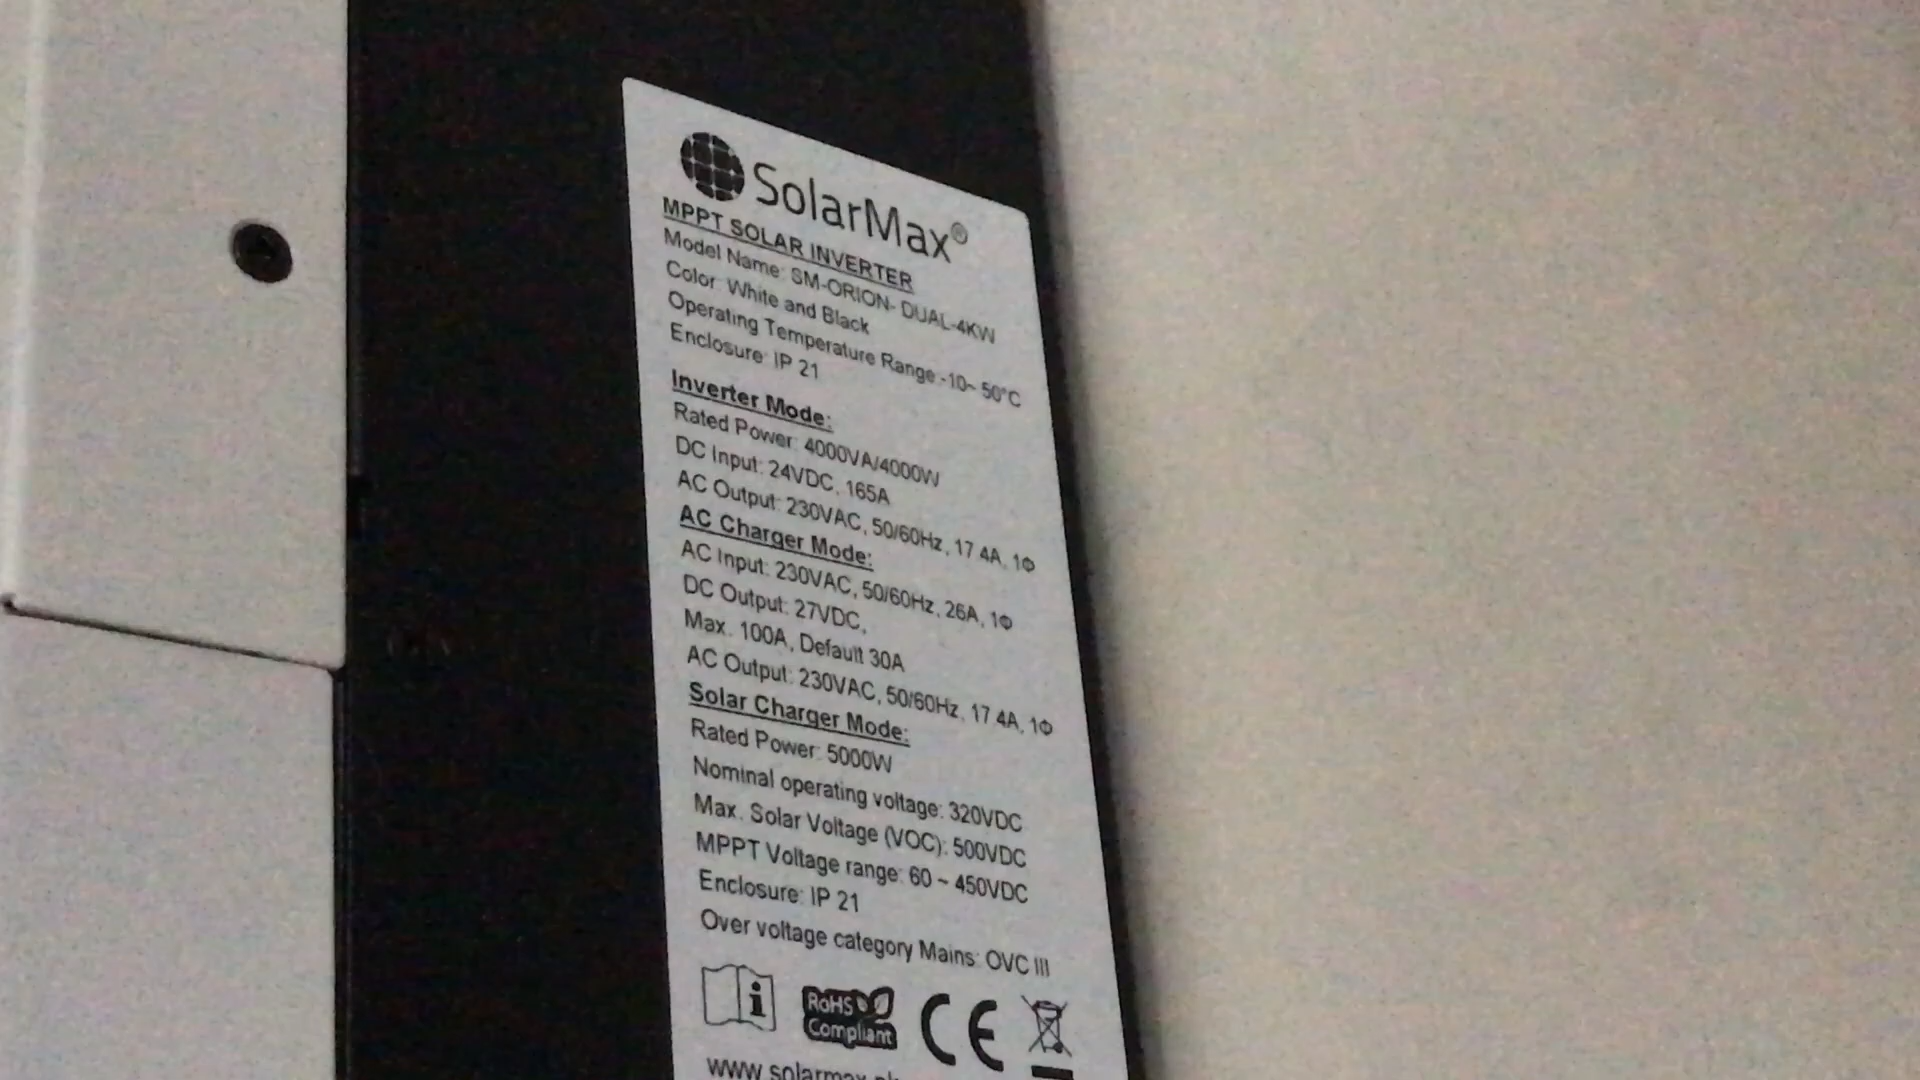 SolarMax®
MPPT SOLAR INVERTER
Model Name: SM-ORION- DUAL-4KW
Color: White and Black
Operating Temperature Range:-10~ 50°C
Enclosure: IP 21
Inverter Mode:
Rated Power: 4000VA/4000W
DC Input: 24VDC, 165A
AC Output: 230VAC, 50/60Hz, 17.4A, 1Φ
AC Charger Mode:
AC Input: 230VAC, 50/60Hz, 26A, 1Φ
DC Output: 27VDC,
Max. 100A, Default 30A
AC Output: 230VAC, 50/60Hz, 17.4A, 1Φ
Solar Charger Mode:
Rated Power: 5000W
Nominal operating voltage: 320VDC
Max. Solar Voltage (VOC): 500VDC
MPPT Voltage range: 60 ~ 450VDC
Enclosure: IP 21
Over voltage category Mains: OVC III
i
RoHS
Compliant
CE